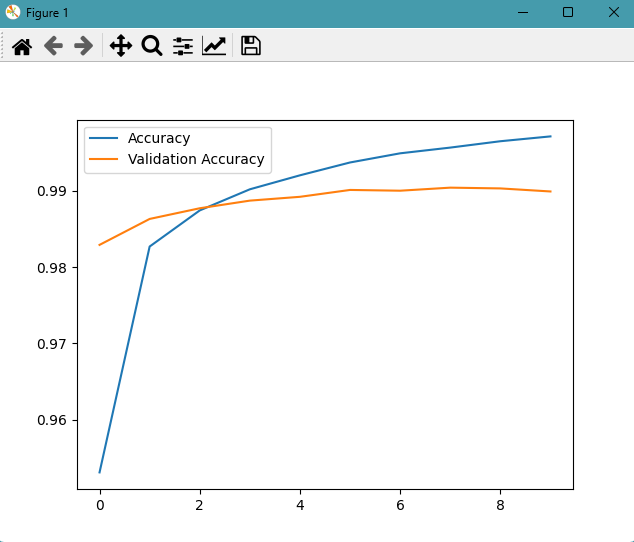 Figure 1
Accuracy
Validation Accuracy
0.99
0.98
0.97
0.96
0 2 4 6 8